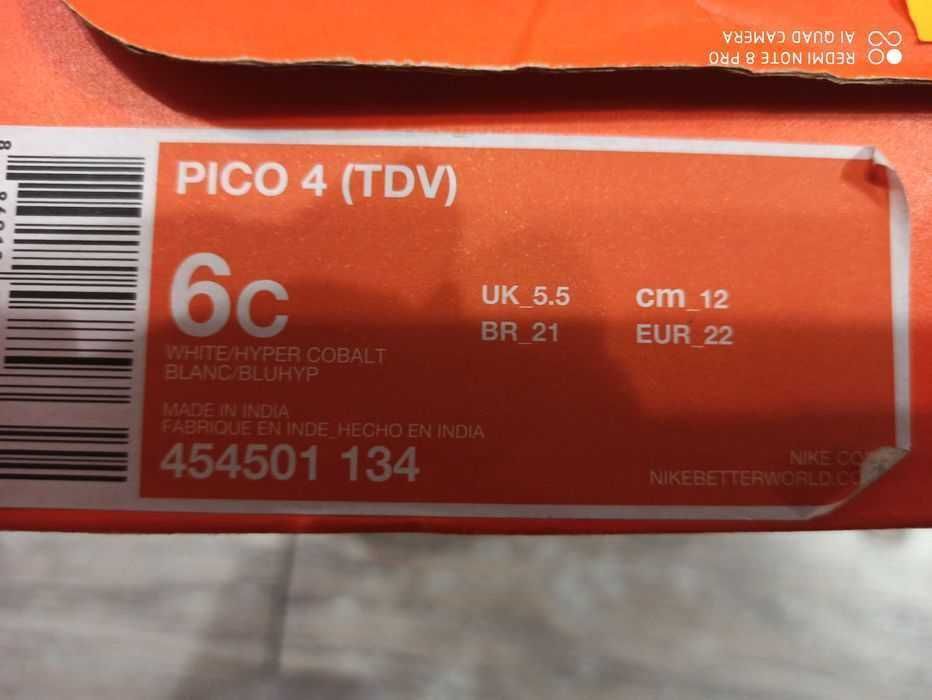 REDMI NOTE 8 PRO
AI QUAD CAMERA
PICO 4 (TDV)
6C
UK_5.5
cm_12
BR_21
EUR_22
WHITE/HYPER COBALT
BLANC/BLUHYP
MADE IN INDIA
FABRIQUE EN INDE_HECHO EN INDIA
454501 134
NIKE
NIKEBETTERWORLD.CO